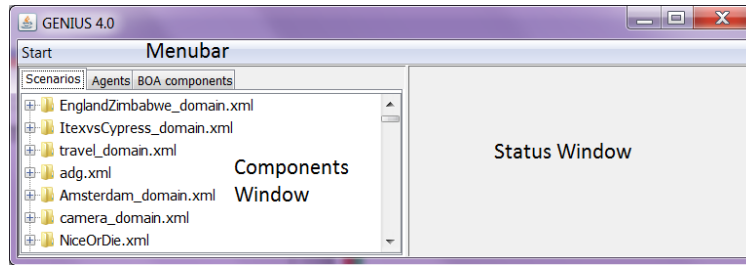 GENIUS 4.0
Start Menubar
Scenarios Agents BOA components
EnglandZimbabwe_domain.xml
ItexvsCypress_domain.xml
travel_domain.xml
adg.xml
Amsterdam_domain.xml
camera_domain.xml
NiceOrDie.xml
Components
Window
Status Window